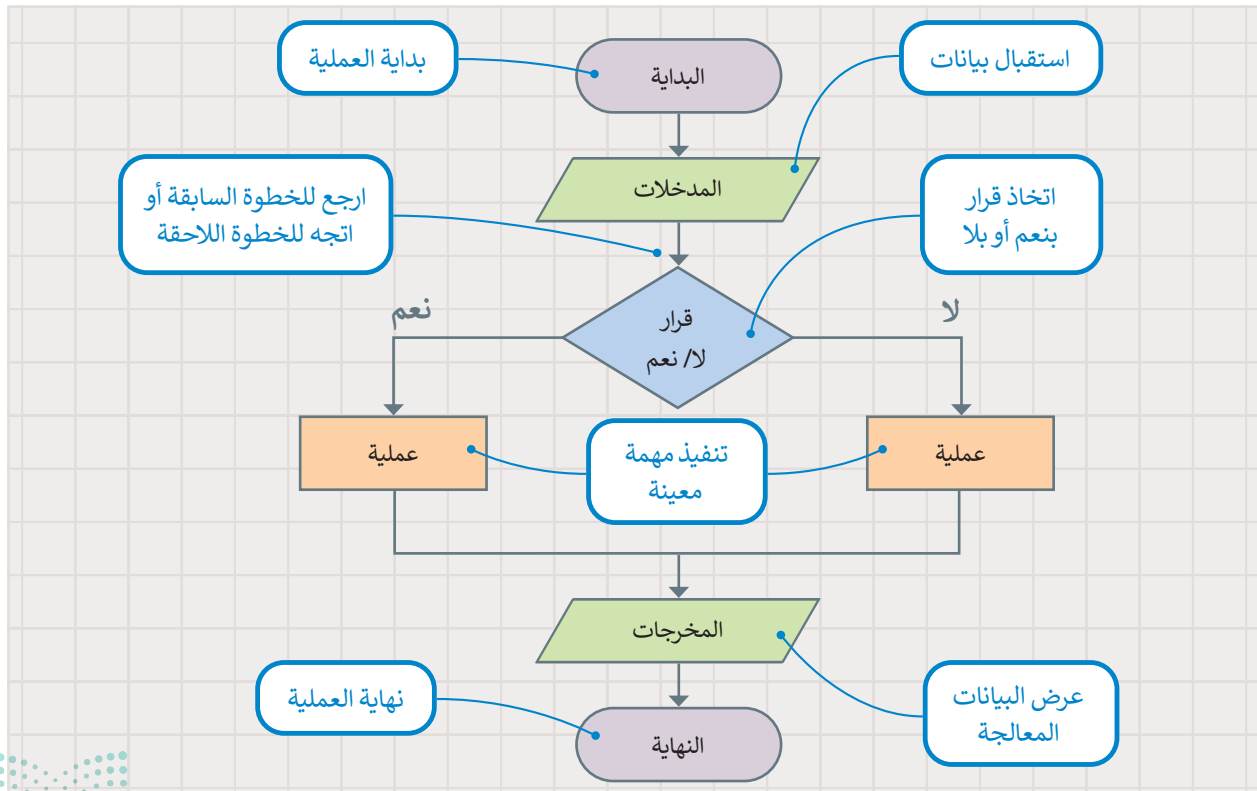 استقبال بيانات
البداية
بداية العملية
المدخلات
اتخاذ قرار
بنعم أو بلا
ارجع للخطوة السابقة أو
اتجه للخطوة اللاحقة
لا
قرار
لا/ نعم
نعم
عملية
تنفيذ مهمة
معينة
عملية
المخرجات
عرض البيانات
المعالجة
نهاية العملية
النهاية